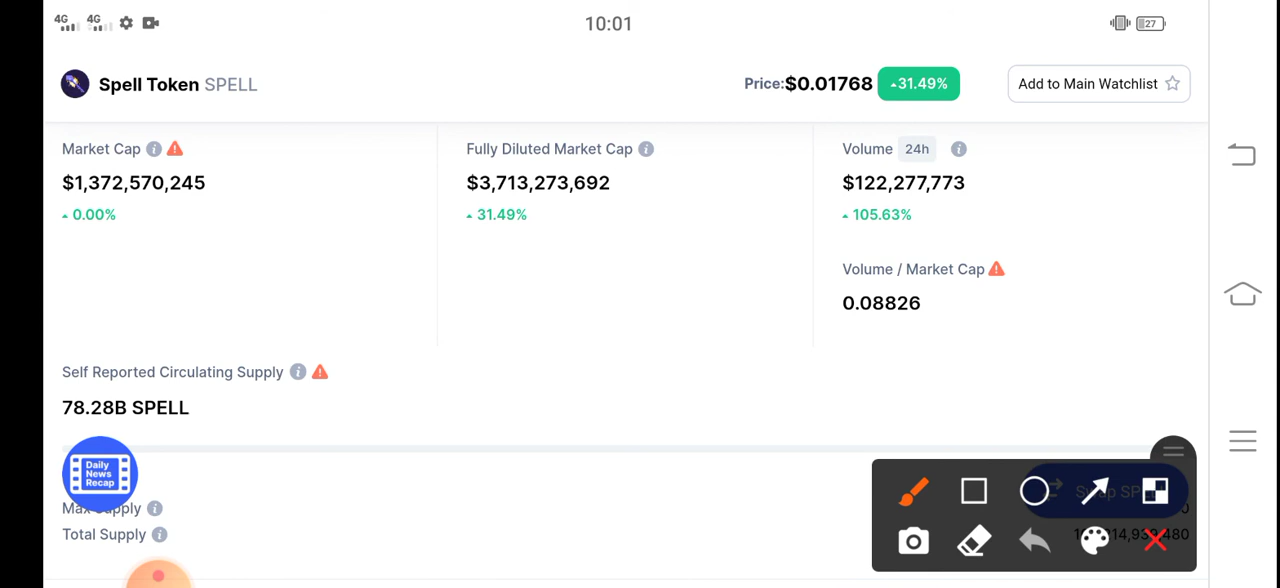 4G 4G 10:01 27
Spell Token SPELL Price:$0.01768 31.49% Add to Main Watchlist
Market Cap Fully Diluted Market Cap Volume 24h
$1,372,570,245 $3,713,273,692 $122,277,773
0.00% 31.49% 105.63%
Volume / Market Cap
0.08826
Self Reported Circulating Supply
78.28B SPELL
Daily
News
Recap
Supply
Total Supply